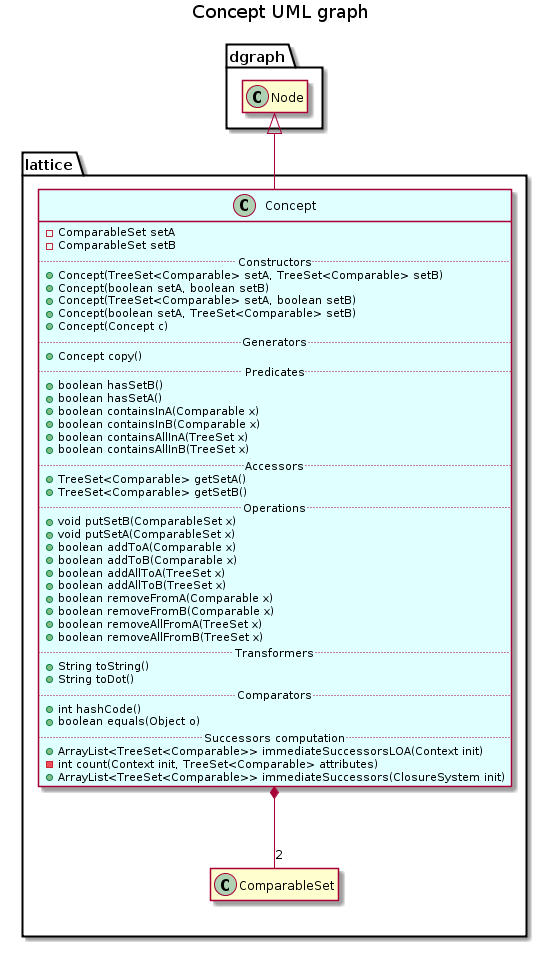 Concept UML graph
dgraph
C Node
lattice
C Concept
ComparableSet setA
ComparableSet setB
Constructors
Concept(TreeSet<Comparable> setA, TreeSet<Comparable> setB)
Concept(boolean setA, boolean setB)
Concept(TreeSet<Comparable> setA, boolean setB)
Concept(boolean setA, TreeSet<Comparable> setB)
Concept(Concept c)
Generators
Concept copy()
Predicates
boolean hasSetB()
boolean hasSetA()
boolean containsInA(Comparable x)
boolean containsInB(Comparable x)
boolean containsAllInA(TreeSet x)
boolean containsAllInB(TreeSet x)
Accessors
TreeSet<Comparable> getSetA()
TreeSet<Comparable> getSetB()
Operations
void putSetB(ComparableSet x)
void putSetA(ComparableSet x)
boolean addToA(Comparable x)
boolean addToB(Comparable x)
boolean addAllToA(TreeSet x)
boolean addAllToB(TreeSet x)
boolean removeFromA(Comparable x)
boolean removeFromB(Comparable x)
boolean removeAllFromA(TreeSet x)
boolean removeAllFromB(TreeSet x)
Transformers
String toString()
String toDot()
Comparators
int hashCode()
boolean equals(Object o)
Successors computation
ArrayList<TreeSet<Comparable>> immediateSuccessorsLOA(Context init)
int count(Context init, TreeSet<Comparable> attributes)
ArrayList<TreeSet<Comparable>> immediateSuccessors(ClosureSystem init)
2
C ComparableSet